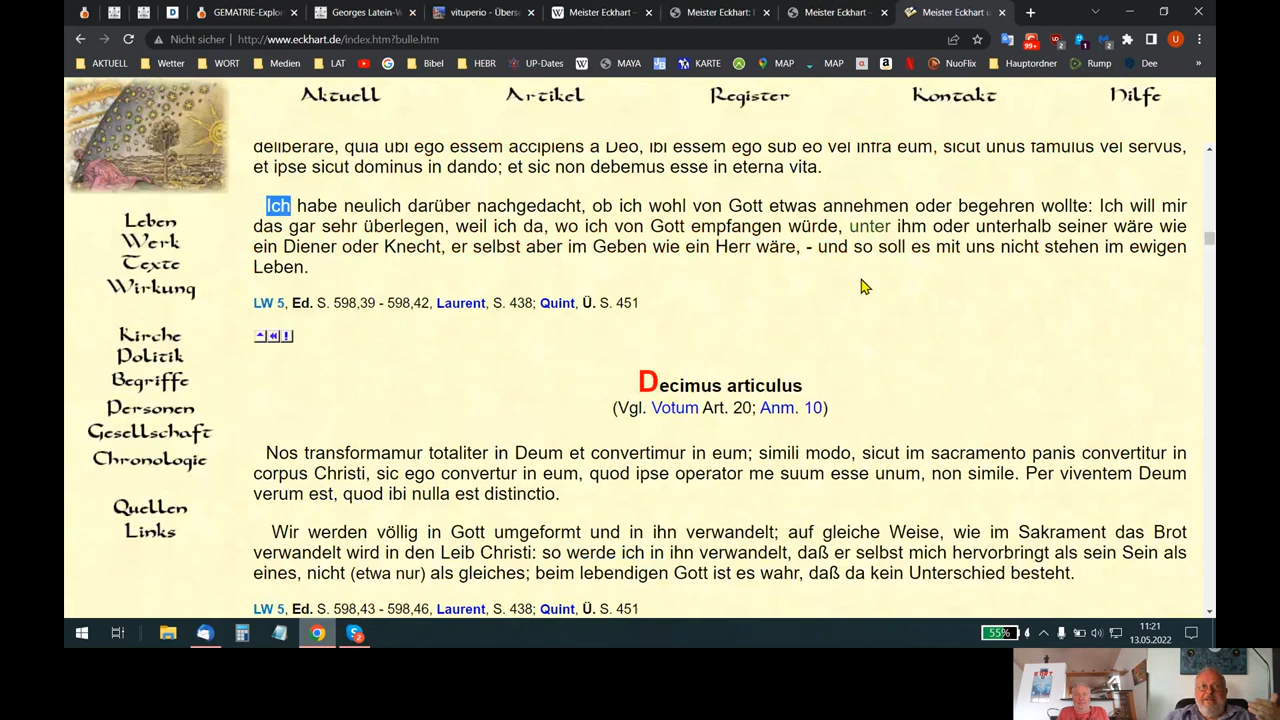 GEMATRIE-Explor
Georges Latein-W
vituperio - Übers
Meister Eckhart –
Meister Eckhart: I
Meister Eckhart –
Meister Eckhart u
Nicht sicher | http://www.eckhart.de/index.htm?bulle.htm
AKTUELL Wetter WORT Medien LAT Bibel HEBR UP-Dates MAYA KARTE MAP MAP NuoFlix Hauptordner Rump Dee »
Aktuell Artikel Register Kontakt Hilfe
deliberare, quia ubi ego essem accipiens a Deo, ibi essem ego sub eo vel infra eum, sicut unus famulus vel servus,
et ipse sicut dominus in dando; et sic non debemus esse in eterna vita.
Ich habe neulich darüber nachgedacht, ob ich wohl von Gott etwas annehmen oder begehren wollte: Ich will mir
das gar sehr überlegen, weil ich da, wo ich von Gott empfangen würde, unter ihm oder unterhalb seiner wäre wie
ein Diener oder Knecht, er selbst aber im Geben wie ein Herr wäre, - und so soll es mit uns nicht stehen im ewigen
Leben.
LW 5, Ed. S. 598,39 - 598,42, Laurent, S. 438; Quint, Ü. S. 451
Decimus articulus
(Vgl. Votum Art. 20; Anm. 10)
Nos transformamur totaliter in Deum et convertimur in eum; simili modo, sicut im sacramento panis convertitur in
corpus Christi, sic ego convertur in eum, quod ipse operator me suum esse unum, non simile. Per viventem Deum
verum est, quod ibi nulla est distinctio.
Wir werden völlig in Gott umgeformt und in ihn verwandelt; auf gleiche Weise, wie im Sakrament das Brot
verwandelt wird in den Leib Christi: so werde ich in ihn verwandelt, daß er selbst mich hervorbringt als sein Sein als
eines, nicht (etwa nur) als gleiches; beim lebendigen Gott ist es wahr, daß da kein Unterschied besteht.
LW 5, Ed. S. 598,43 - 598,46, Laurent, S. 438; Quint, Ü. S. 451
Leben
Werk
Texte
Wirkung
Kirche
Politik
Begriffe
Personen
Gesellschaft
Chronologie
Quellen
Links
55%
11:21
13.05.2022